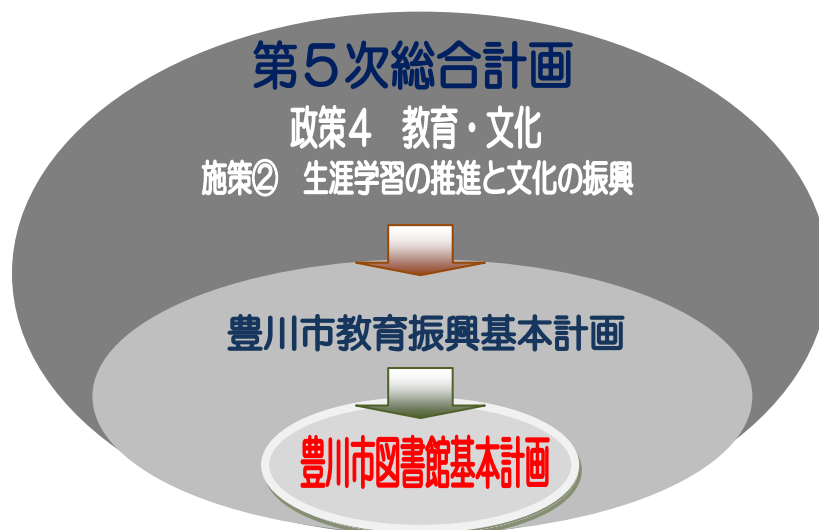 第５次総合計画
政策４　教育・文化
施策②　生涯学習の推進と文化の振興
豊川市教育振興基本計画
豊川市図書館基本計画